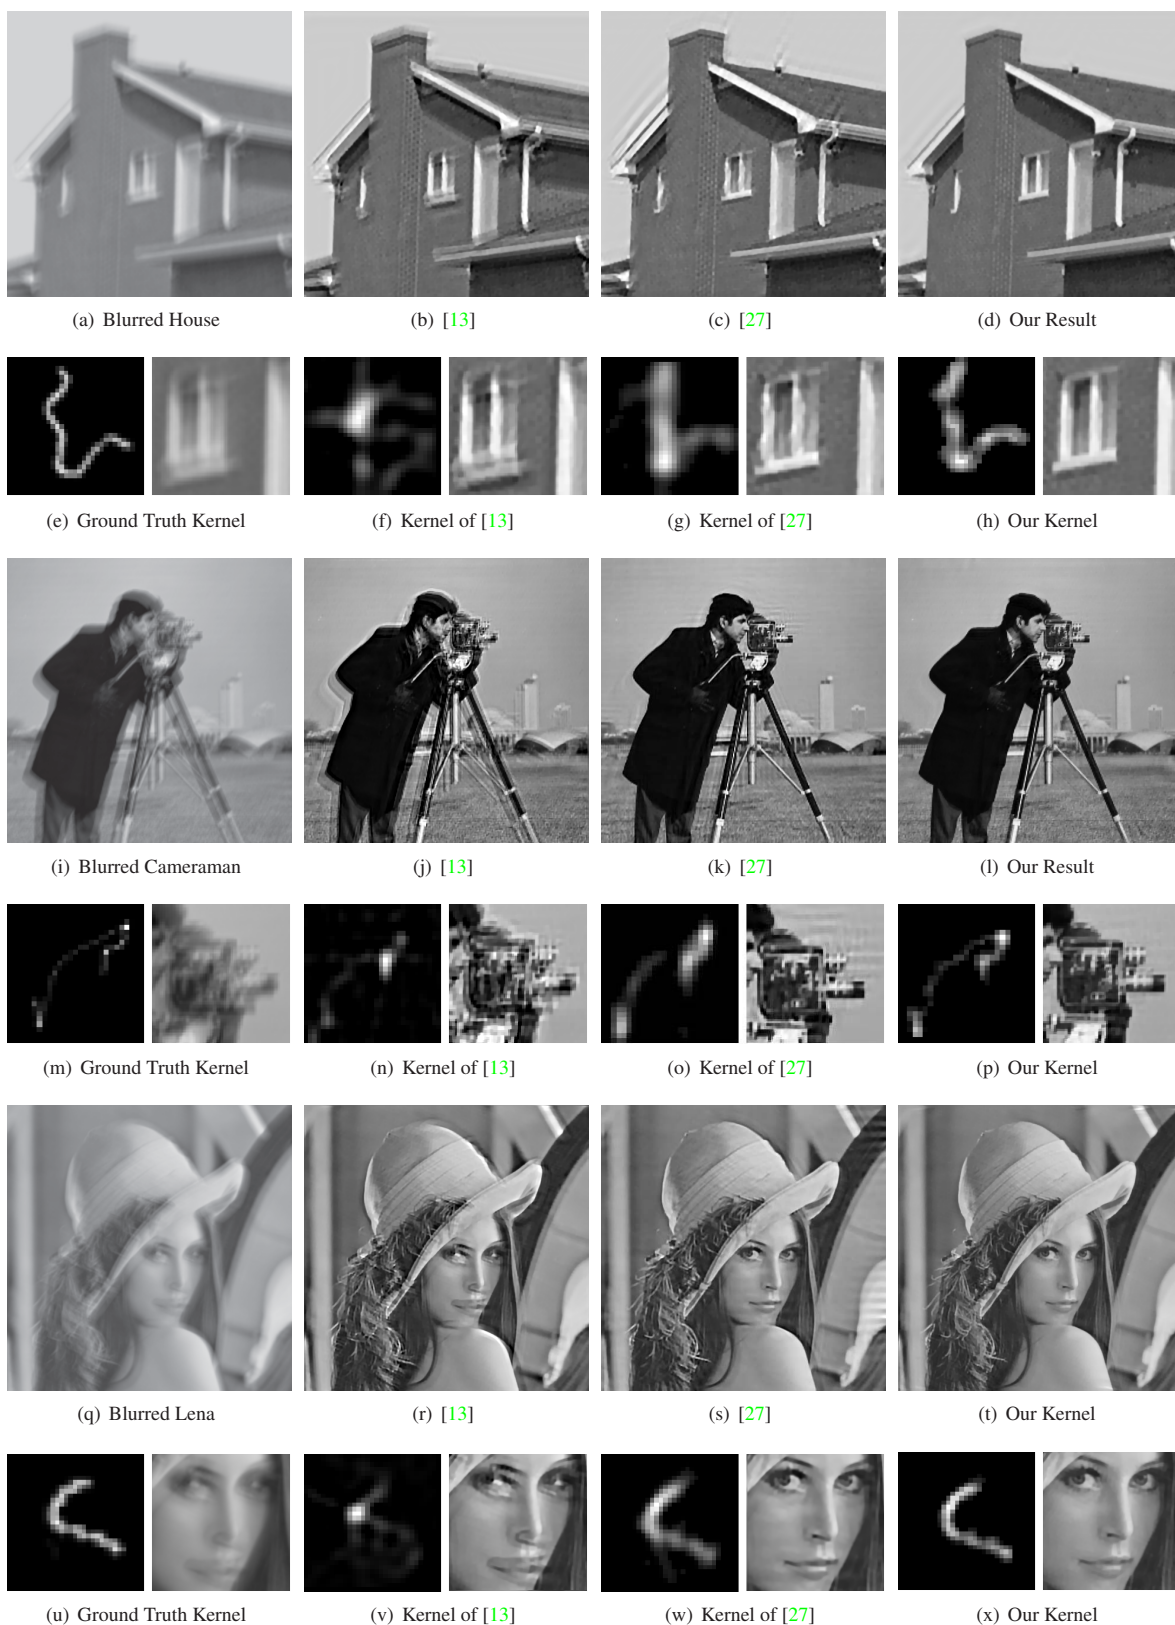 (a) Blurred House
(b) [13]
(c) [27]
(d) Our Result
(e) Ground Truth Kernel
(f) Kernel of [13]
(g) Kernel of [27]
(h) Our Kernel
(i) Blurred Cameraman
(j) [13]
(k) [27]
(l) Our Result
(m) Ground Truth Kernel
(n) Kernel of [13]
(o) Kernel of [27]
(p) Our Kernel
(q) Blurred Lena
(r) [13]
(s) [27]
(t) Our Kernel
(u) Ground Truth Kernel
(v) Kernel of [13]
(w) Kernel of [27]
(x) Our Kernel